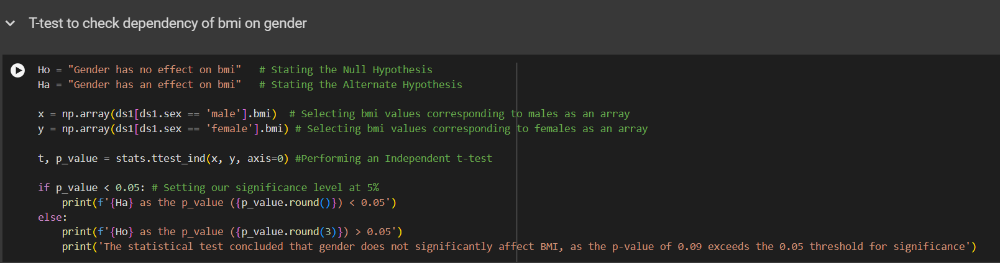 T-test to check dependency of bmi on gender
Ho = "Gender has no effect on bmi"   # Stating the Null Hypothesis
Ha = "Gender has an effect on bmi"   # Stating the Alternate Hypothesis
x = np.array(ds1[ds1.sex == 'male'].bmi)  # Selecting bmi values corresponding to males as an array
y = np.array(ds1[ds1.sex == 'female'].bmi) # Selecting bmi values corresponding to females as an array
t, p_value = stats.ttest_ind(x, y, axis=0) #Performing an Independent t-test
if p_value < 0.05: # Setting our significance level at 5%
    print(f'{Ha} as the p_value ({p_value.round()}) < 0.05')
else:
    print(f'{Ho} as the p_value ({p_value.round(3)}) > 0.05')
    print('The statistical test concluded that gender does not significantly affect BMI, as the p-value of 0.09 exceeds the 0.05 threshold for significance')